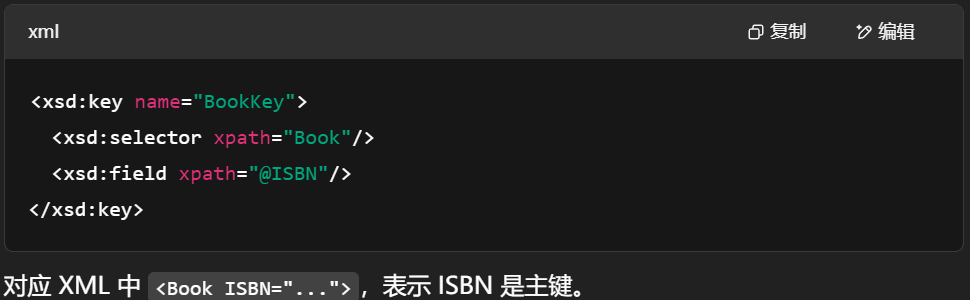 xml 复制 编辑
<xsd:key name="BookKey">
  <xsd:selector xpath="Book"/>
  <xsd:field xpath="@ISBN"/>
</xsd:key>
对应 XML 中 <Book ISBN="...">，表示 ISBN 是主键。